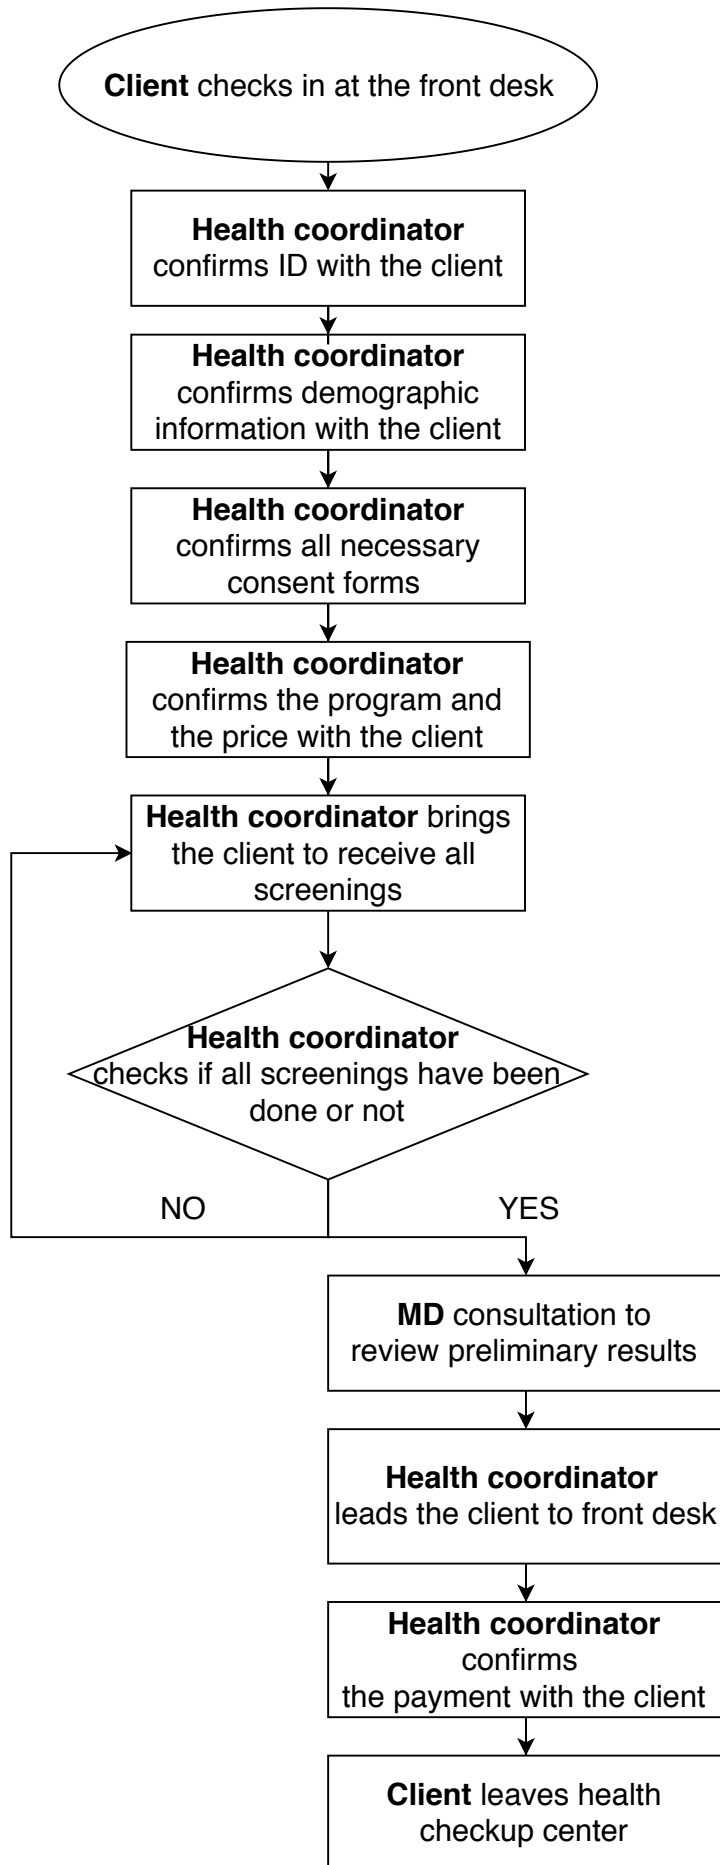 Client checks in at the front desk
Health coordinator
confirms ID with the client
Health coordinator
confirms demographic
information with the client
Health coordinator
confirms all necessary
consent forms
Health coordinator
confirms the program and
the price with the client
Health coordinator brings
the client to receive all
screenings
Health coordinator
checks if all screenings have been
done or not
NO
YES
MD consultation to
review preliminary results
Health coordinator
leads the client to front desk
Health coordinator
confirms
the payment with the client
Client leaves health
checkup center